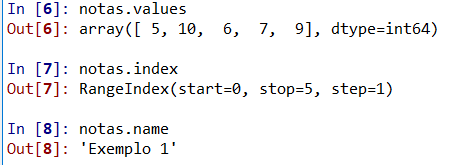 In [6]: notas.values
Out[6]: array([ 5, 10,  6,  7,  9], dtype=int64)
In [7]: notas.index
Out[7]: RangeIndex(start=0, stop=5, step=1)
In [8]: notas.name
Out[8]: 'Exemplo 1'